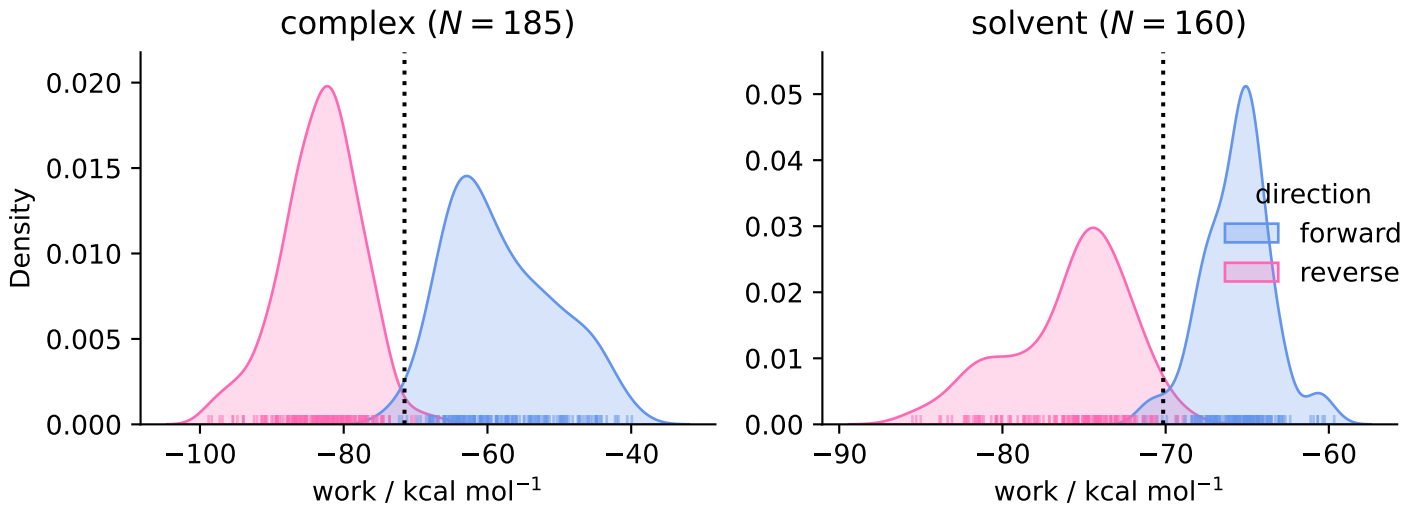 complex (N = 185)
Density
0.020
0.015
0.010
0.005
0.000
−100
−80
−60
−40
work / kcal mol⁻¹
solvent (N = 160)
0.05
0.04
0.03
0.02
0.01
0.00
−90
−80
−70
−60
work / kcal mol⁻¹
direction
forward
reverse